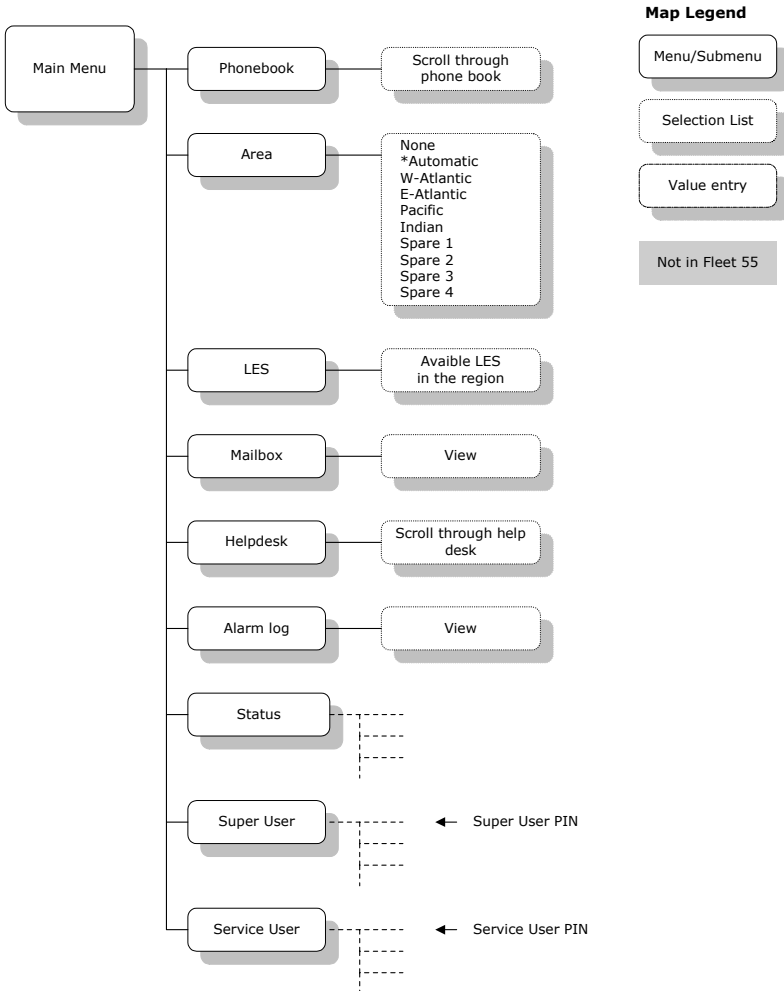 Map Legend
Main Menu
Phonebook
Scroll through
phone book
Menu/Submenu
Area
None
*Automatic
W-Atlantic
E-Atlantic
Pacific
Indian
Spare 1
Spare 2
Spare 3
Spare 4
Selection List
Value entry
Not in Fleet 55
LES
Avaible LES
in the region
Mailbox
View
Helpdesk
Scroll through help
desk
Alarm log
View
Status
Super User
Super User PIN
Service User
Service User PIN